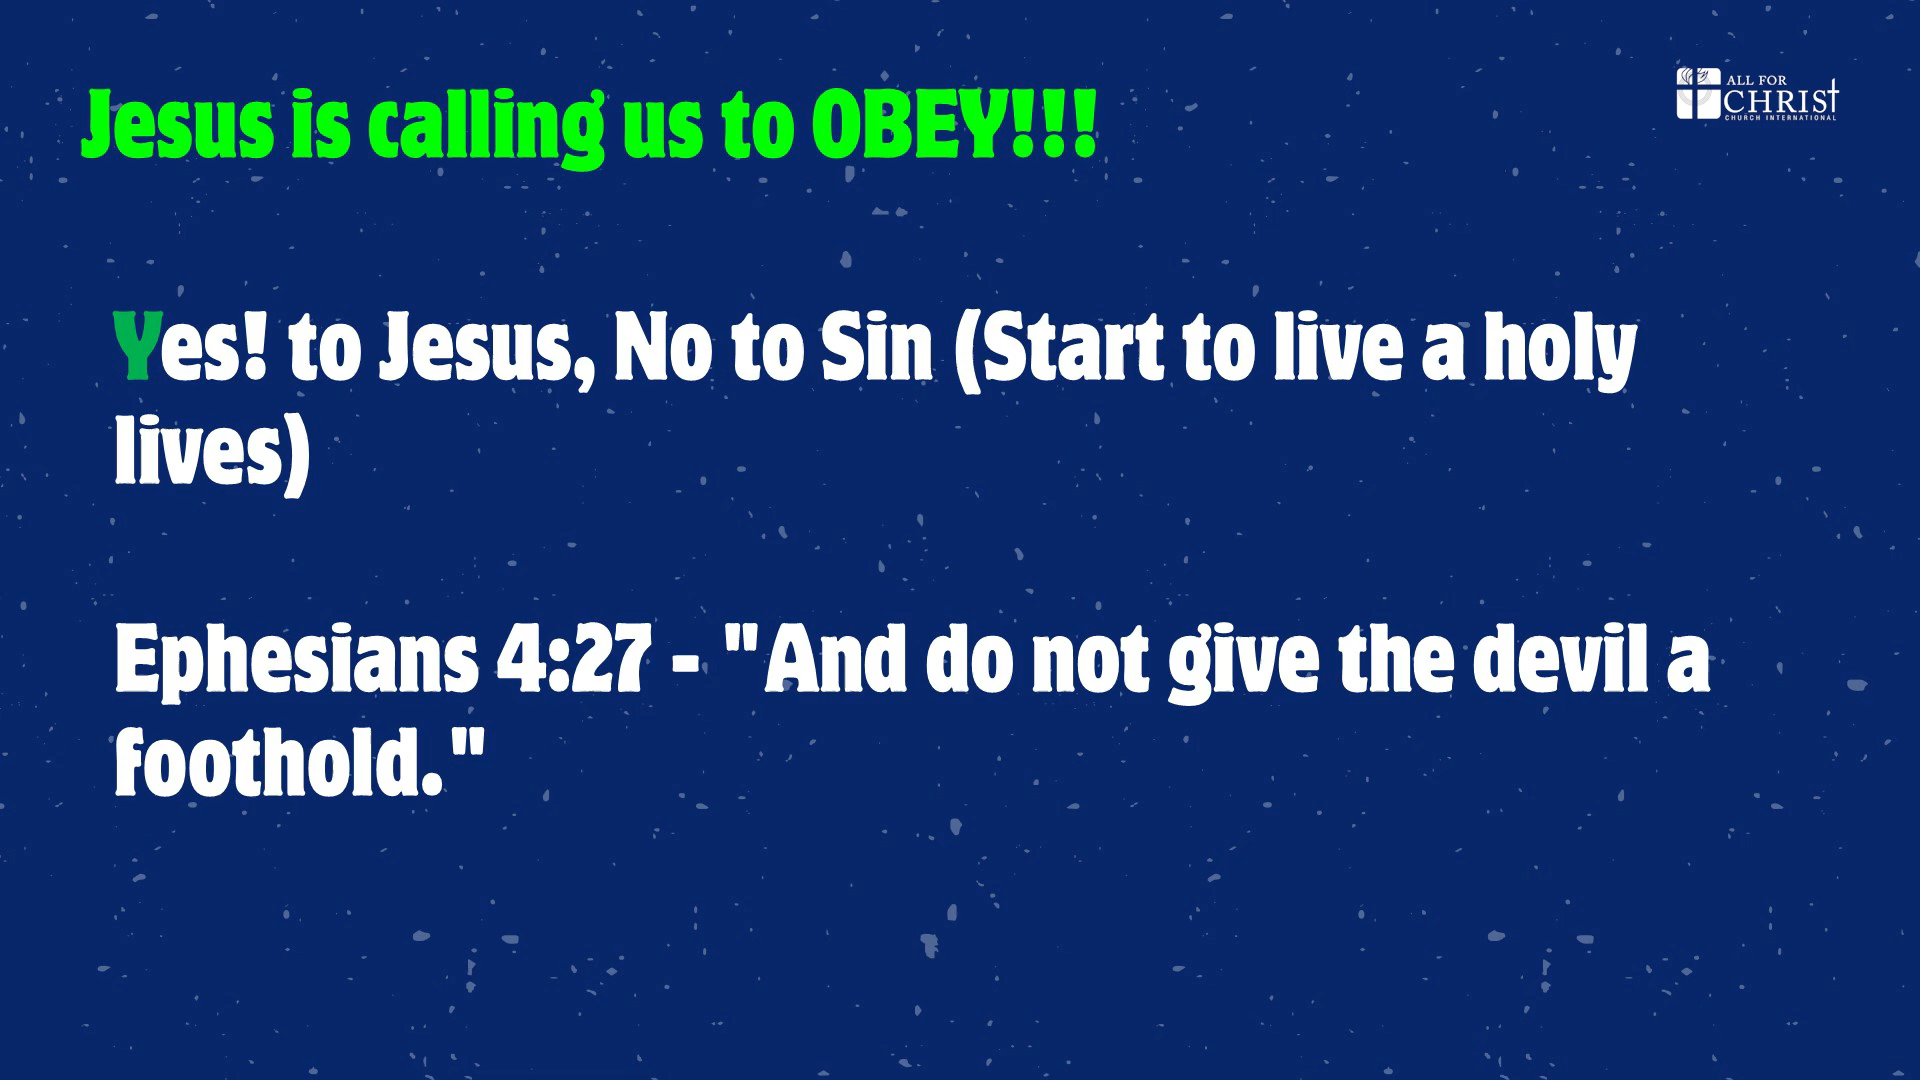 Jesus is calling us to OBEY!!!
ALL FOR
CHRIST
CHURCH INTERNATIONAL
Yes! to Jesus, No to Sin (Start to live a holy
lives)
Ephesians 4:27 - "And do not give the devil a
foothold."